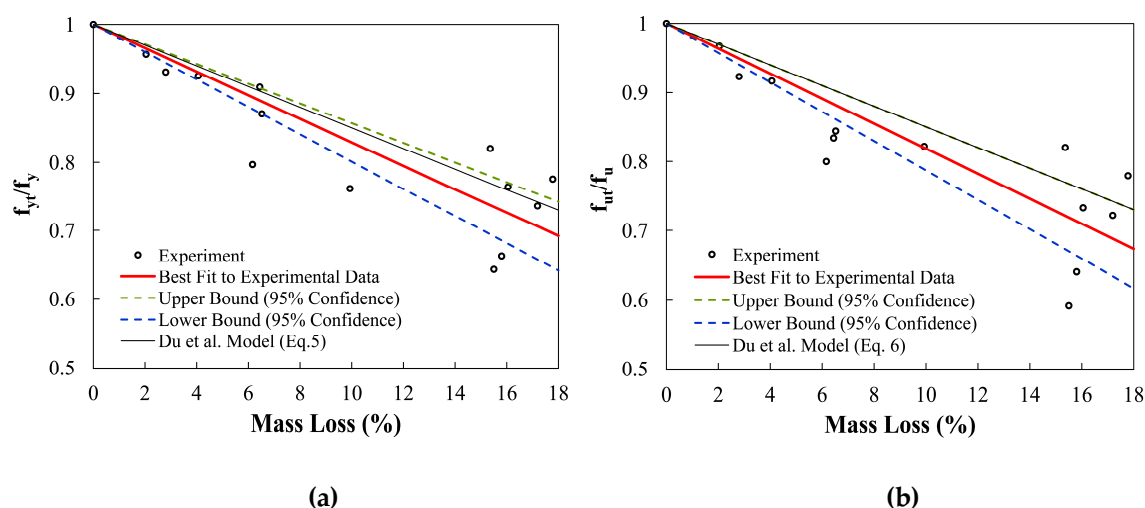 1
0.9
0.8
0.7
0.6
0.5
f_yt/f_y
Experiment
Best Fit to Experimental Data
Upper Bound (95% Confidence)
Lower Bound (95% Confidence)
Du et al. Model (Eq.5)
0 2 4 6 8 10 12 14 16 18
Mass Loss (%)
(a)
1
0.9
0.8
0.7
0.6
0.5
f_ut/f_u
Experiment
Best Fit to Experimental Data
Upper Bound (95% Confidence)
Lower Bound (95% Confidence)
Du et al. Model (Eq. 6)
0 2 4 6 8 10 12 14 16 18
Mass Loss (%)
(b)